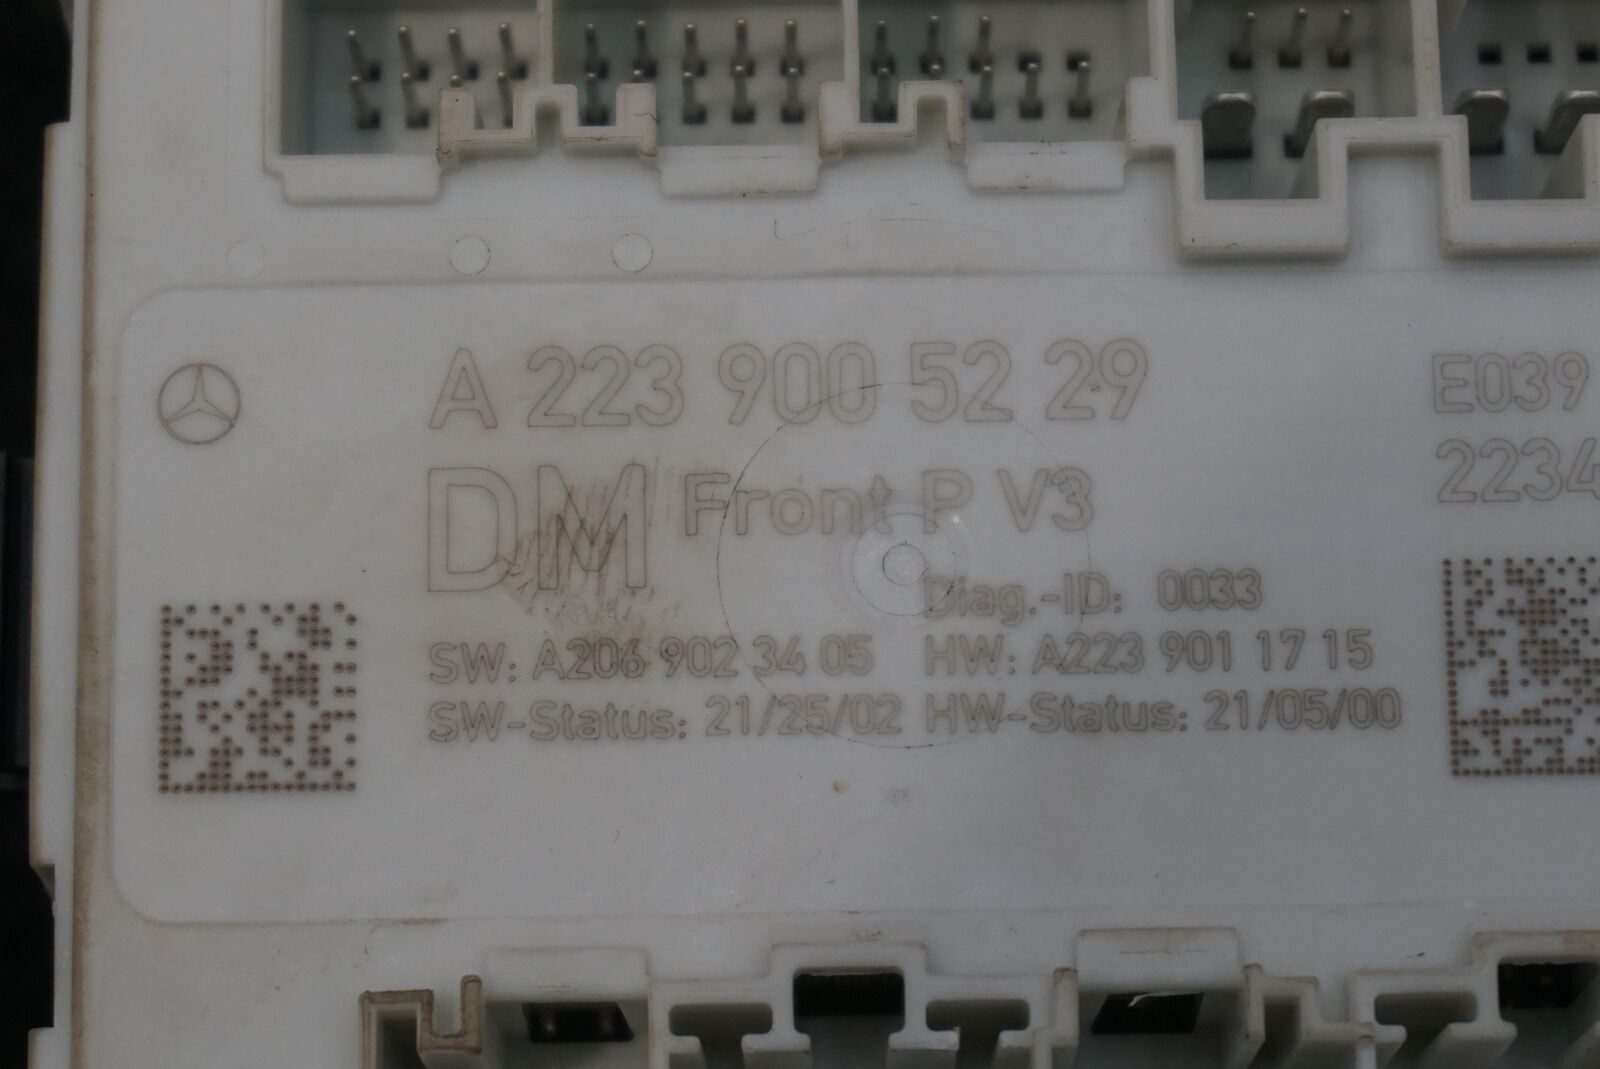 A 223 900 52 29
DM Front P V3
Diag.-ID: 0033
SW: A206 902 34 05 HW: A223 901 17 15
SW-Status: 21/25/02 HW-Status: 21/05/00
E039
2234